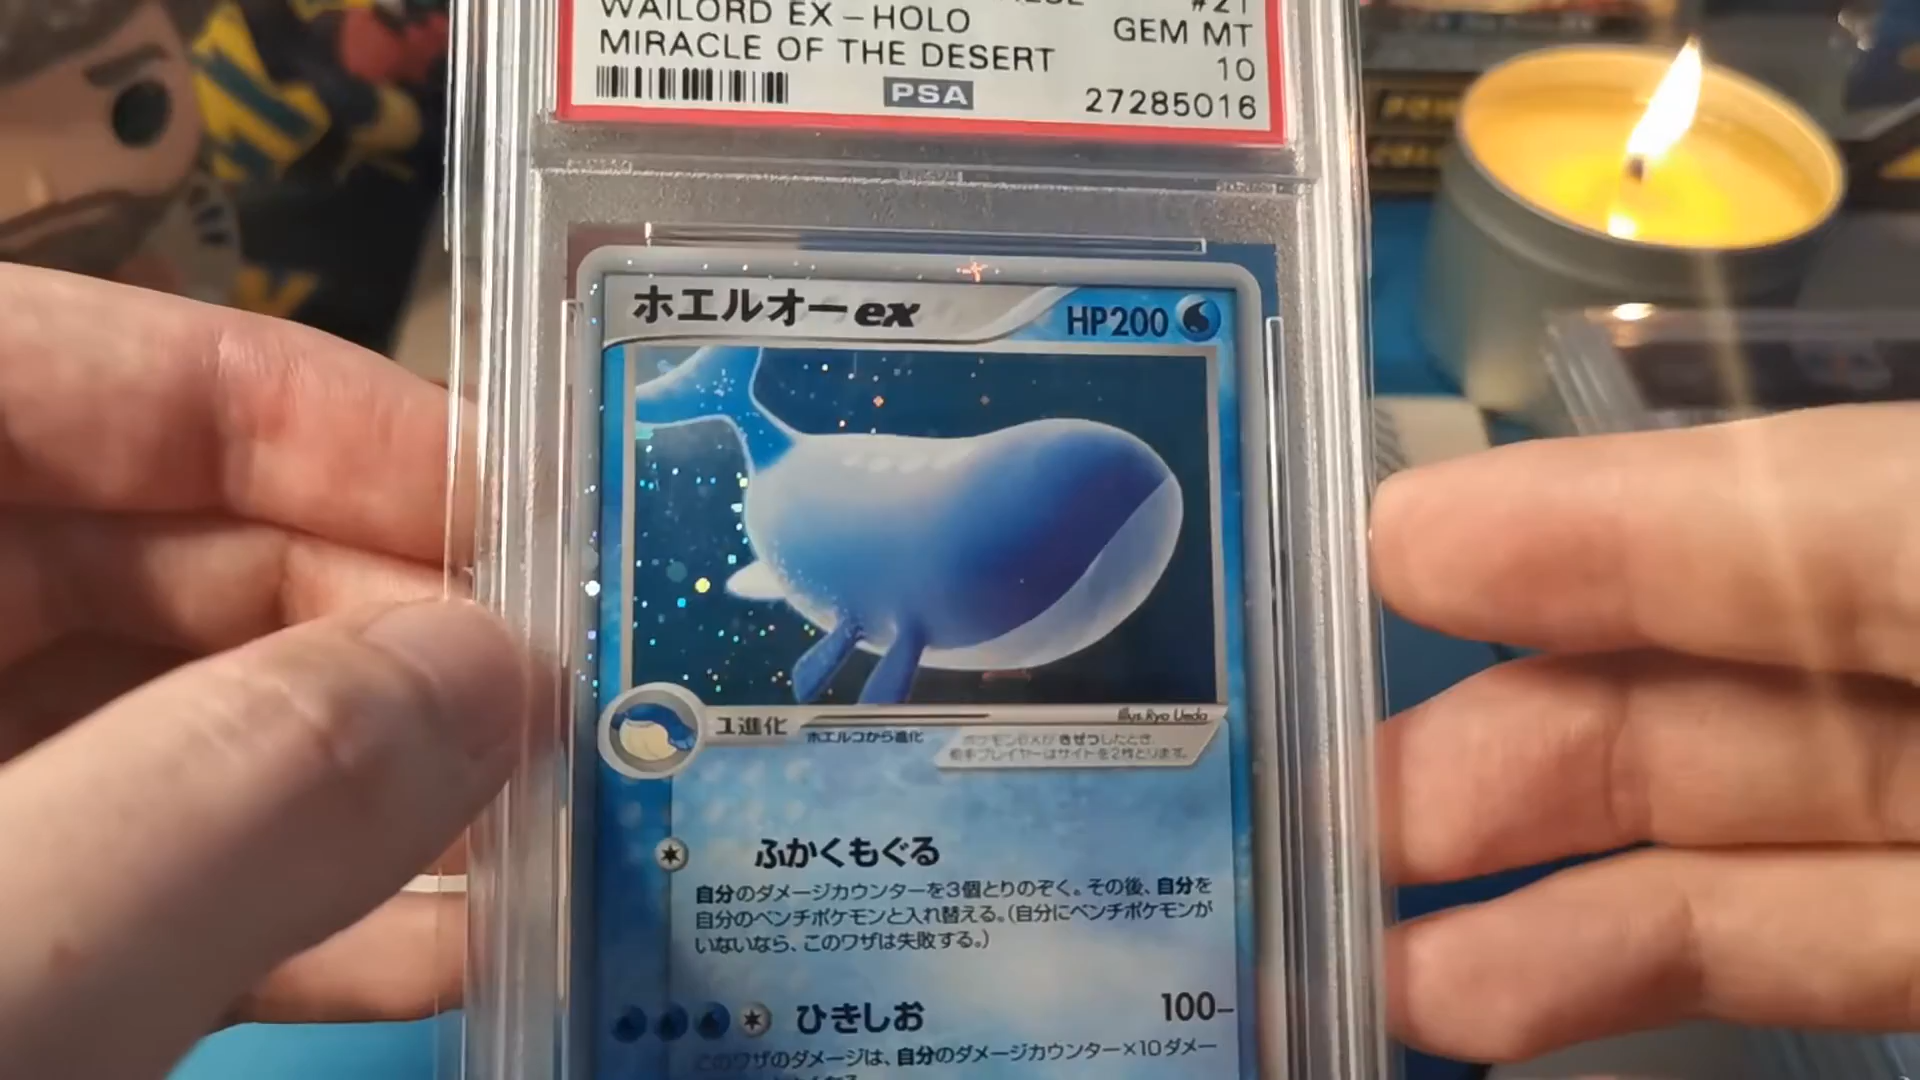 #21
WAILORD EX - HOLO
GEM MT
MIRACLE OF THE DESERT
10
PSA
27285016
ホエルオーex
HP200
Illus. Ryo Ueda
1進化
ホエルコから進化
ポケモンexがきぜつしたとき、
相手プレイヤーはサイドを2枚とります。
ふかくもぐる
自分のダメージカウンターを3個とりのぞく。その後、自分を
自分のベンチポケモンと入れ替える。(自分にベンチポケモンが
いないなら、このワザは失敗する。)
ひきしお
100−
このワザのダメージは、自分のダメージカウンター×10ダメー